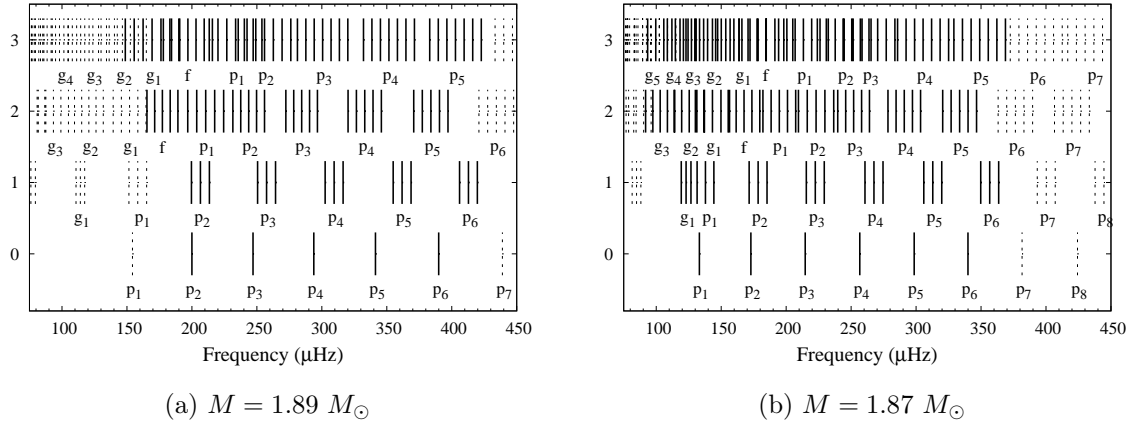 3
g₄ g₃ g₂ g₁ f p₁ p₂ p₃ p₄ p₅
2
g₃ g₂ g₁ f p₁ p₂ p₃ p₄ p₅ p₆
1
g₁ p₁ p₂ p₃ p₄ p₅ p₆
0
p₁ p₂ p₃ p₄ p₅ p₆ p₇
100 150 200 250 300 350 400 450
Frequency (μHz)
(a) M = 1.89 M⊙
3
g₅ g₄ g₃ g₂ g₁ f p₁ p₂ p₃ p₄ p₅ p₆ p₇
2
g₃ g₂ g₁ f p₁ p₂ p₃ p₄ p₅ p₆ p₇
1
g₁ p₁ p₂ p₃ p₄ p₅ p₆ p₇ p₈
0
p₁ p₂ p₃ p₄ p₅ p₆ p₇ p₈
100 150 200 250 300 350 400 450
Frequency (μHz)
(b) M = 1.87 M⊙